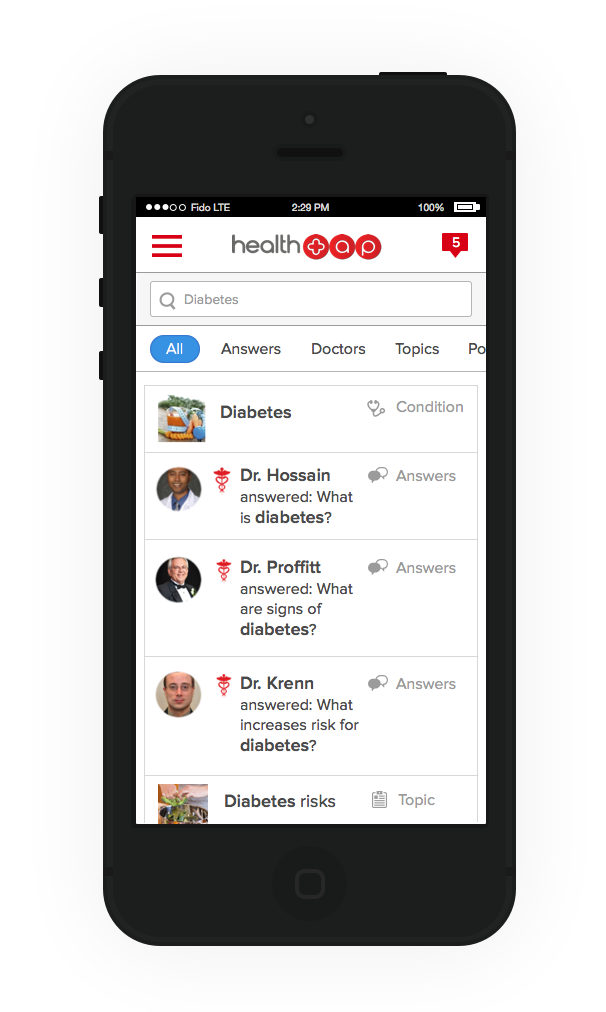 Fido LTE 2:29 PM 100%
healthtap 5
Diabetes
All Answers Doctors Topics Po
Diabetes Condition
Dr. Hossain Answers
answered: What
is diabetes?
Dr. Proffitt Answers
answered: What
are signs of
diabetes?
Dr. Krenn Answers
answered: What
increases risk for
diabetes?
Diabetes risks Topic